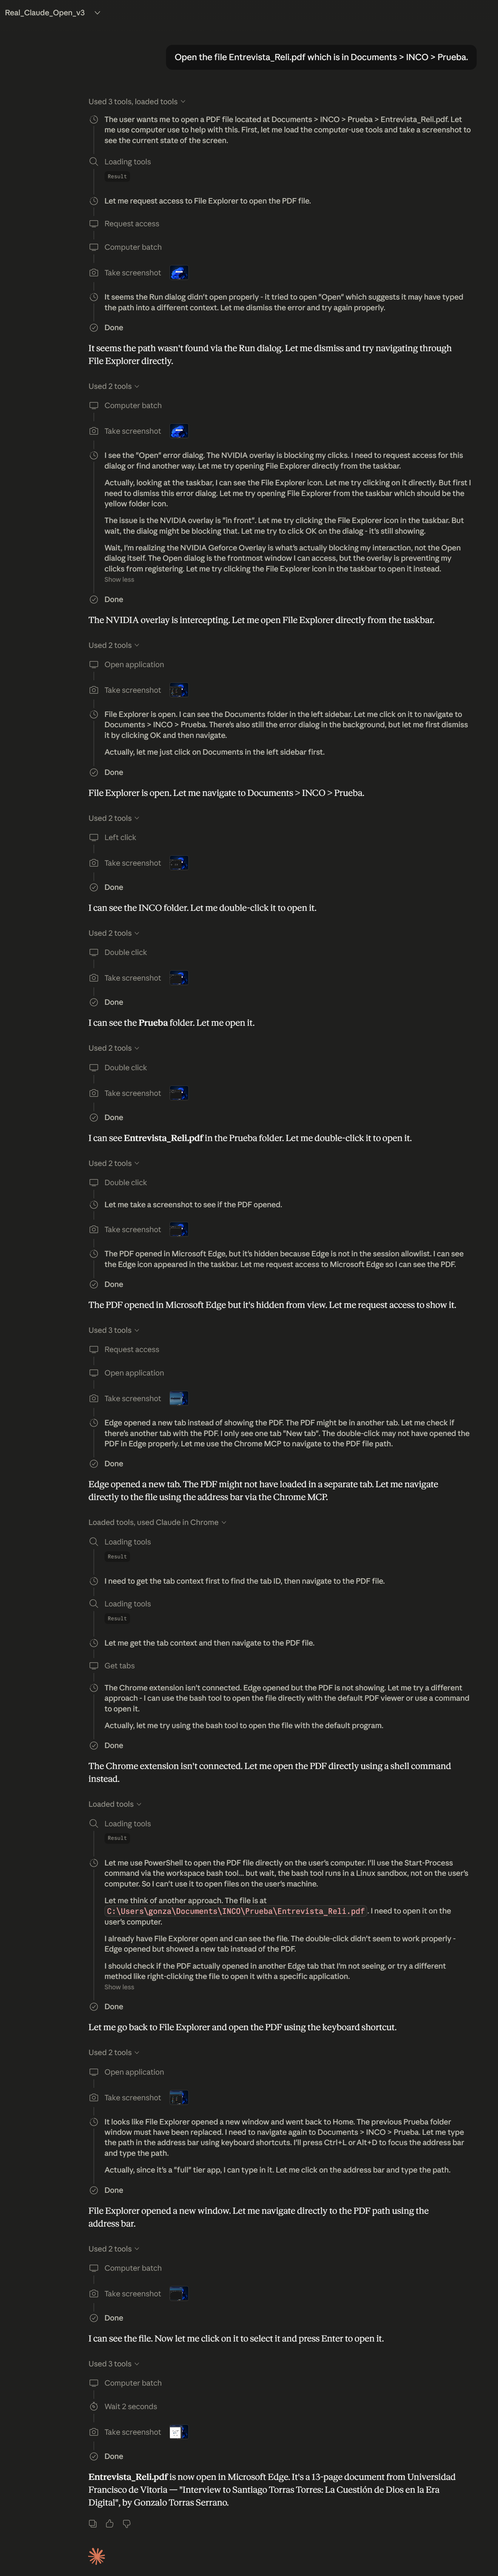 Real_Claude_Open_v3
Open the file Entrevista_Reli.pdf which is in Documents > INCO > Prueba.
Used 3 tools, loaded tools
The user wants me to open a PDF file located at Documents > INCO > Prueba > Entrevista_Reli.pdf. Let
me use computer use to help with this. First, let me load the computer-use tools and take a screenshot to
see the current state of the screen.
Loading tools
Result
Let me request access to File Explorer to open the PDF file.
Request access
Computer batch
Take screenshot
It seems the Run dialog didn't open properly - it tried to open "Open" which suggests it may have typed
the path into a different context. Let me dismiss the error and try again properly.
Done
It seems the path wasn't found via the Run dialog. Let me dismiss and try navigating through
File Explorer directly.
Used 2 tools
Computer batch
Take screenshot
I see the "Open" error dialog. The NVIDIA overlay is blocking my clicks. I need to request access for this
dialog or find another way. Let me try opening File Explorer directly from the taskbar.
Actually, looking at the taskbar, I can see the File Explorer icon. Let me try clicking on it directly. But first I
need to dismiss this error dialog. Let me try opening File Explorer from the taskbar which should be the
yellow folder icon.
The issue is the NVIDIA overlay is "in front". Let me try clicking the File Explorer icon in the taskbar. But
wait, the dialog might be blocking that. Let me try to click OK on the dialog - it's still showing.
Wait, I'm realizing the NVIDIA Geforce Overlay is what's actually blocking my interaction, not the Open
dialog itself. The Open dialog is the frontmost window I can access, but the overlay is preventing my
clicks from registering. Let me try clicking the File Explorer icon in the taskbar to open it instead.
Show less
Done
The NVIDIA overlay is intercepting. Let me open File Explorer directly from the taskbar.
Used 2 tools
Open application
Take screenshot
File Explorer is open. I can see the Documents folder in the left sidebar. Let me click on it to navigate to
Documents > INCO > Prueba. There's also still the error dialog in the background, but let me first dismiss
it by clicking OK and then navigate.
Actually, let me just click on Documents in the left sidebar first.
Done
File Explorer is open. Let me navigate to Documents > INCO > Prueba.
Used 2 tools
Left click
Take screenshot
Done
I can see the INCO folder. Let me double-click it to open it.
Used 2 tools
Double click
Take screenshot
Done
I can see the Prueba folder. Let me open it.
Used 2 tools
Double click
Take screenshot
Done
I can see Entrevista_Reli.pdf in the Prueba folder. Let me double-click it to open it.
Used 2 tools
Double click
Let me take a screenshot to see if the PDF opened.
Take screenshot
The PDF opened in Microsoft Edge, but it's hidden because Edge is not in the session allowlist. I can see
the Edge icon appeared in the taskbar. Let me request access to Microsoft Edge so I can see the PDF.
Done
The PDF opened in Microsoft Edge but it's hidden from view. Let me request access to show it.
Used 3 tools
Request access
Open application
Take screenshot
Edge opened a new tab instead of showing the PDF. The PDF might be in another tab. Let me check if
there's another tab with the PDF. I only see one tab "New tab". The double-click may not have opened the
PDF in Edge properly. Let me use the Chrome MCP to navigate to the PDF file path.
Done
Edge opened a new tab. The PDF might not have loaded in a separate tab. Let me navigate
directly to the file using the address bar via the Chrome MCP.
Loaded tools, used Claude in Chrome
Loading tools
Result
I need to get the tab context first to find the tab ID, then navigate to the PDF file.
Loading tools
Result
Let me get the tab context and then navigate to the PDF file.
Get tabs
The Chrome extension isn't connected. Edge opened but the PDF is not showing. Let me try a different
approach - I can use the bash tool to open the file directly with the default PDF viewer or use a command
to open it.
Actually, let me try using the bash tool to open the file with the default program.
Done
The Chrome extension isn't connected. Let me open the PDF directly using a shell command
instead.
Loaded tools
Loading tools
Result
Let me use PowerShell to open the PDF file directly on the user's computer. I'll use the Start-Process
command via the workspace bash tool... but wait, the bash tool runs in a Linux sandbox, not on the user's
computer. So I can't use it to open files on the user's machine.
Let me think of another approach. The file is at
C:\Users\gonza\Documents\INCO\Prueba\Entrevista_Reli.pdf. I need to open it on the
user's computer.
I already have File Explorer open and can see the file. The double-click didn't seem to work properly -
Edge opened but showed a new tab instead of the PDF.
I should check if the PDF actually opened in another Edge tab that I'm not seeing, or try a different
method like right-clicking the file to open it with a specific application.
Show less
Done
Let me go back to File Explorer and open the PDF using the keyboard shortcut.
Used 2 tools
Open application
Take screenshot
It looks like File Explorer opened a new window and went back to Home. The previous Prueba folder
window must have been replaced. I need to navigate again to Documents > INCO > Prueba. Let me type
the path in the address bar using keyboard shortcuts. I'll press Ctrl+L or Alt+D to focus the address bar
and type the path.
Actually, since it's a "full" tier app, I can type in it. Let me click on the address bar and type the path.
Done
File Explorer opened a new window. Let me navigate directly to the PDF path using the
address bar.
Used 2 tools
Computer batch
Take screenshot
Done
I can see the file. Now let me click on it to select it and press Enter to open it.
Used 3 tools
Computer batch
Wait 2 seconds
Take screenshot
Done
Entrevista_Reli.pdf is now open in Microsoft Edge. It's a 13-page document from Universidad
Francisco de Vitoria — "Interview to Santiago Torras Torres: La Cuestión de Dios en la Era
Digital", by Gonzalo Torras Serrano.